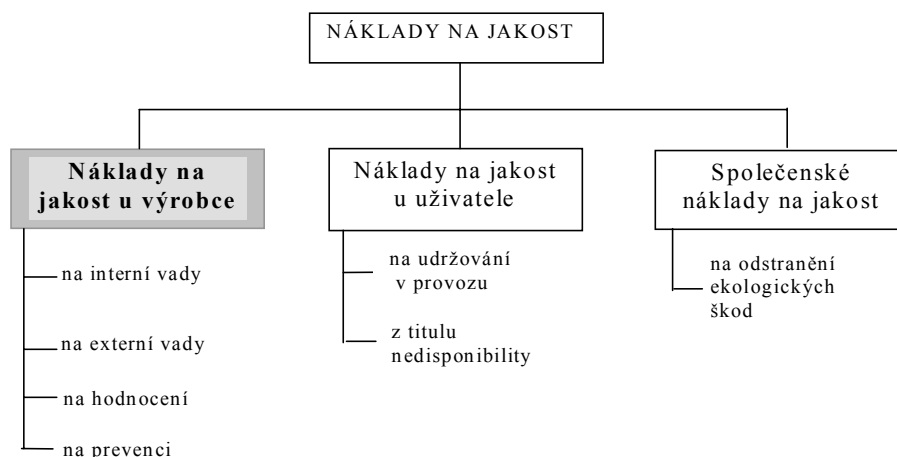 NÁKLADY NA JAKOST
Náklady na
jakost u výrobce
na interní vady
na externí vady
na hodnocení
na prevenci
Náklady na jakost
u uživatele
na udržování
v provozu
z titulu
nedisponibility
Společenské
náklady na jakost
na odstranění
ekologických
škod